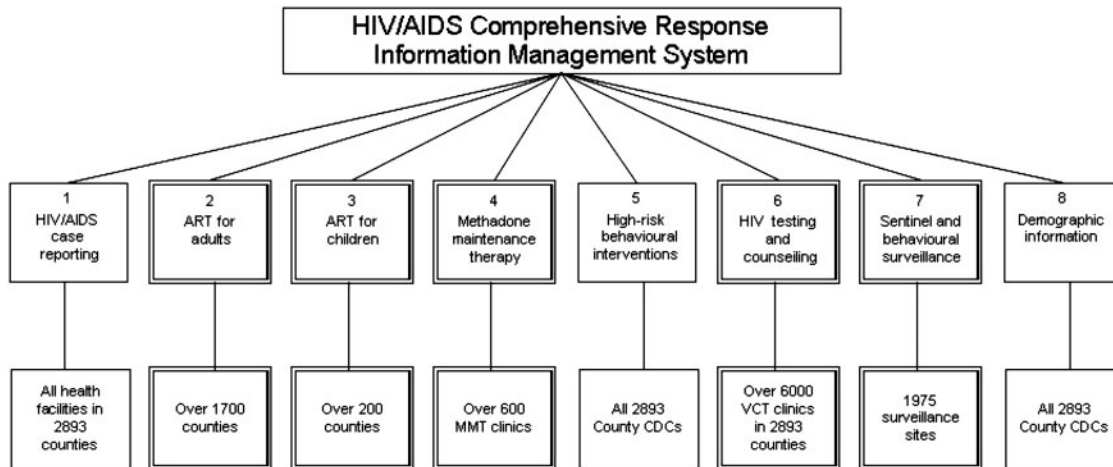 HIV/AIDS Comprehensive Response
Information Management System
1
HIV/AIDS
case
reporting
2
ART for
adults
3
ART for
children
4
Methadone
maintenance
therapy
5
High-risk
behavioural
interventions
6
HIV testing
and
counseiling
7
Sentinel and
behavioural
surveillance
8
Demographic
information
All health
facilities in
2893
counties
Over 1700
counties
Over 200
counties
Over 600
MMT clinics
All 2893
County CDCs
Over 6000
VCT clinics
in 2893
counties
1975
surveillance
sites
All 2893
County CDCs